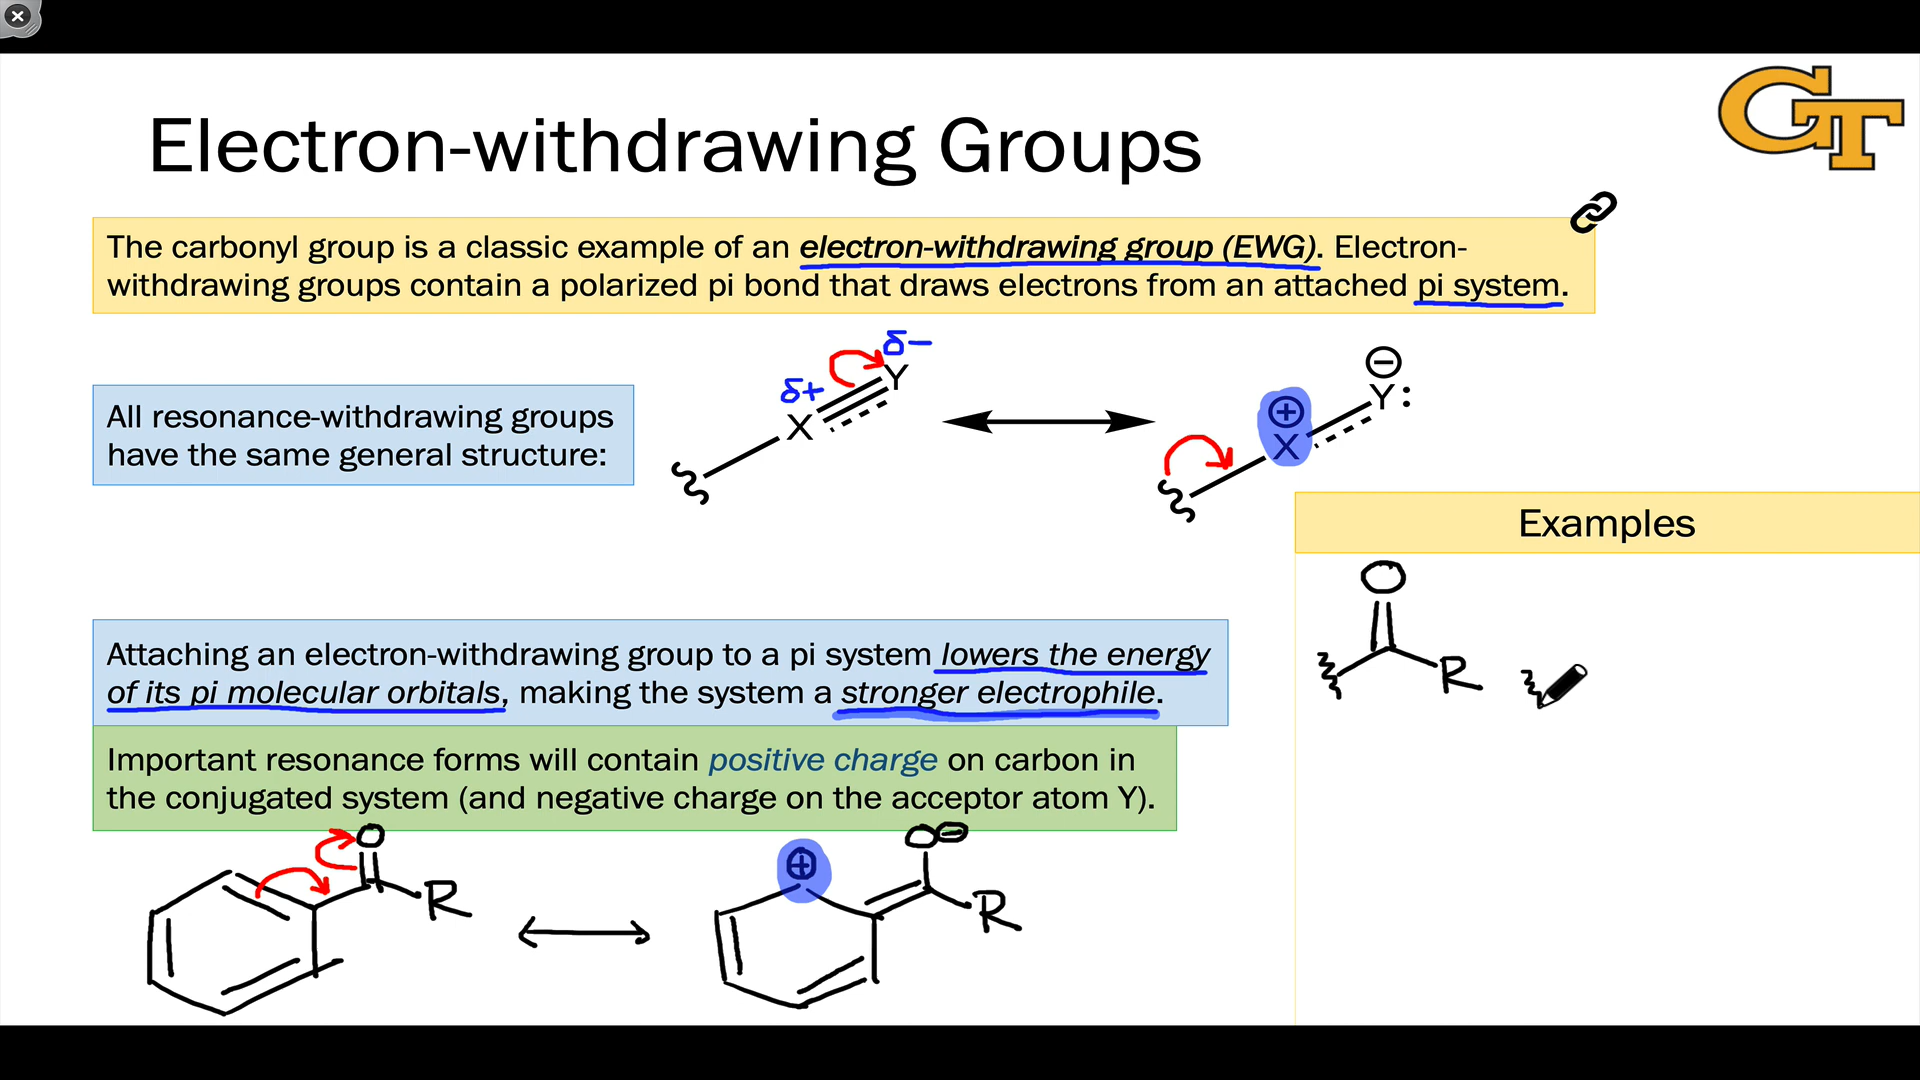 GT
Electron-withdrawing Groups
The carbonyl group is a classic example of an electron-withdrawing group (EWG). Electron-
withdrawing groups contain a polarized pi bond that draws electrons from an attached pi system.
All resonance-withdrawing groups
have the same general structure:
δ+
X
δ−
Y
⊕
X
⊖
Y:
Examples
O
R
Attaching an electron-withdrawing group to a pi system lowers the energy
of its pi molecular orbitals, making the system a stronger electrophile.
Important resonance forms will contain positive charge on carbon in
the conjugated system (and negative charge on the acceptor atom Y).
O
R
⊕
O⊖
R